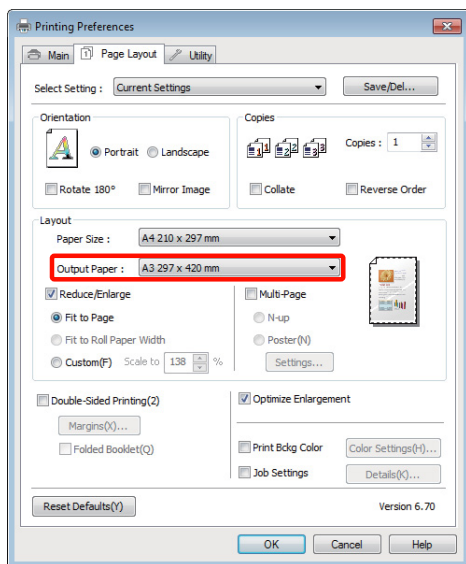 Printing Preferences
Main Page Layout Utility
Select Setting : Current Settings Save/Del...
Orientation
Portrait Landscape
Rotate 180° Mirror Image
Copies
Copies : 1
Collate Reverse Order
Layout
Paper Size : A4 210 x 297 mm
Output Paper : A3 297 x 420 mm
Reduce/Enlarge
Fit to Page
Fit to Roll Paper Width
Custom(F) Scale to 138 %
Multi-Page
N-up
Poster(N)
Settings...
Double-Sided Printing(2)
Margins(X)...
Folded Booklet(Q)
Optimize Enlargement
Print Bckg Color Color Settings(H)...
Job Settings Details(K)...
Reset Defaults(Y) Version 6.70
OK Cancel Help